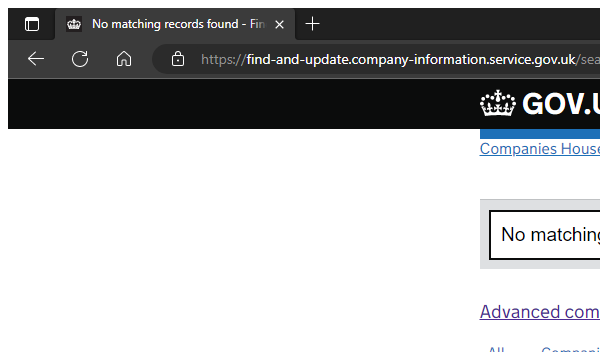 No matching records found - Fin
https://find-and-update.company-information.service.gov.uk/sea
GOV.U
Companies House
No matching
Advanced com
All Compani